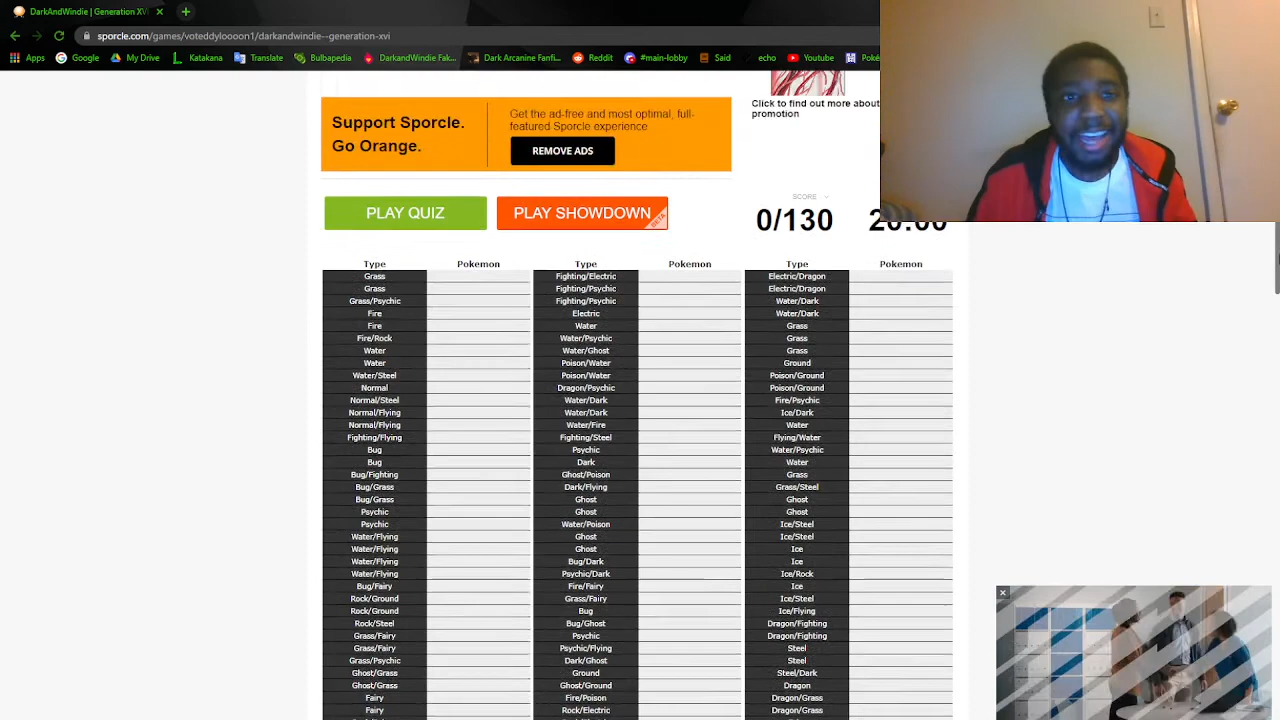 DarkAndWindie | Generation XVI
sporcle.com/games/voteddyloooon1/darkandwindie--generation-xvi
Apps
Google
My Drive
Katakana
Translate
Bulbapedia
DarkandWindie Fak...
Dark Arcanine Fanfi...
Reddit
#main-lobby
Said
echo
Youtube
Click to find out more about
promotion
Support Sporcle.
Go Orange.
Get the ad-free and most optimal, full-
featured Sporcle experience
REMOVE ADS
PLAY QUIZ
PLAY SHOWDOWN
BETA
SCORE
0/130
20:00
Type Pokemon Type Pokemon Type Pokemon
Grass Fighting/Electric Electric/Dragon
Grass Fighting/Psychic Electric/Dragon
Grass/Psychic Fighting/Psychic Water/Dark
Fire Electric Water/Dark
Fire Water Grass
Fire/Rock Water/Psychic Grass
Water Water/Ghost Grass
Water Poison/Water Ground
Water/Steel Poison/Water Poison/Ground
Normal Dragon/Psychic Poison/Ground
Normal/Steel Water/Dark Fire/Psychic
Normal/Flying Water/Dark Ice/Dark
Normal/Flying Water/Fire Water
Fighting/Flying Fighting/Steel Flying/Water
Bug Psychic Water/Psychic
Bug Dark Water
Bug/Fighting Ghost/Poison Grass
Bug/Grass Dark/Flying Grass/Steel
Bug/Grass Ghost Ghost
Psychic Ghost Ghost
Psychic Water/Poison Ice/Steel
Water/Flying Ghost Ice/Steel
Water/Flying Ghost Ice
Water/Flying Bug/Dark Ice
Water/Flying Psychic/Dark Ice/Rock
Bug/Fairy Fire/Fairy Ice
Rock/Ground Grass/Fairy Ice/Steel
Rock/Ground Bug Ice/Flying
Rock/Steel Bug/Ghost Dragon/Fighting
Grass/Fairy Psychic Dragon/Fighting
Grass/Fairy Psychic/Flying Steel
Grass/Psychic Dark/Ghost Steel
Ghost/Grass Ground Steel/Dark
Ghost/Grass Ghost/Ground Dragon
Fairy Fire/Poison Dragon/Grass
Fairy Rock/Electric Dragon/Grass